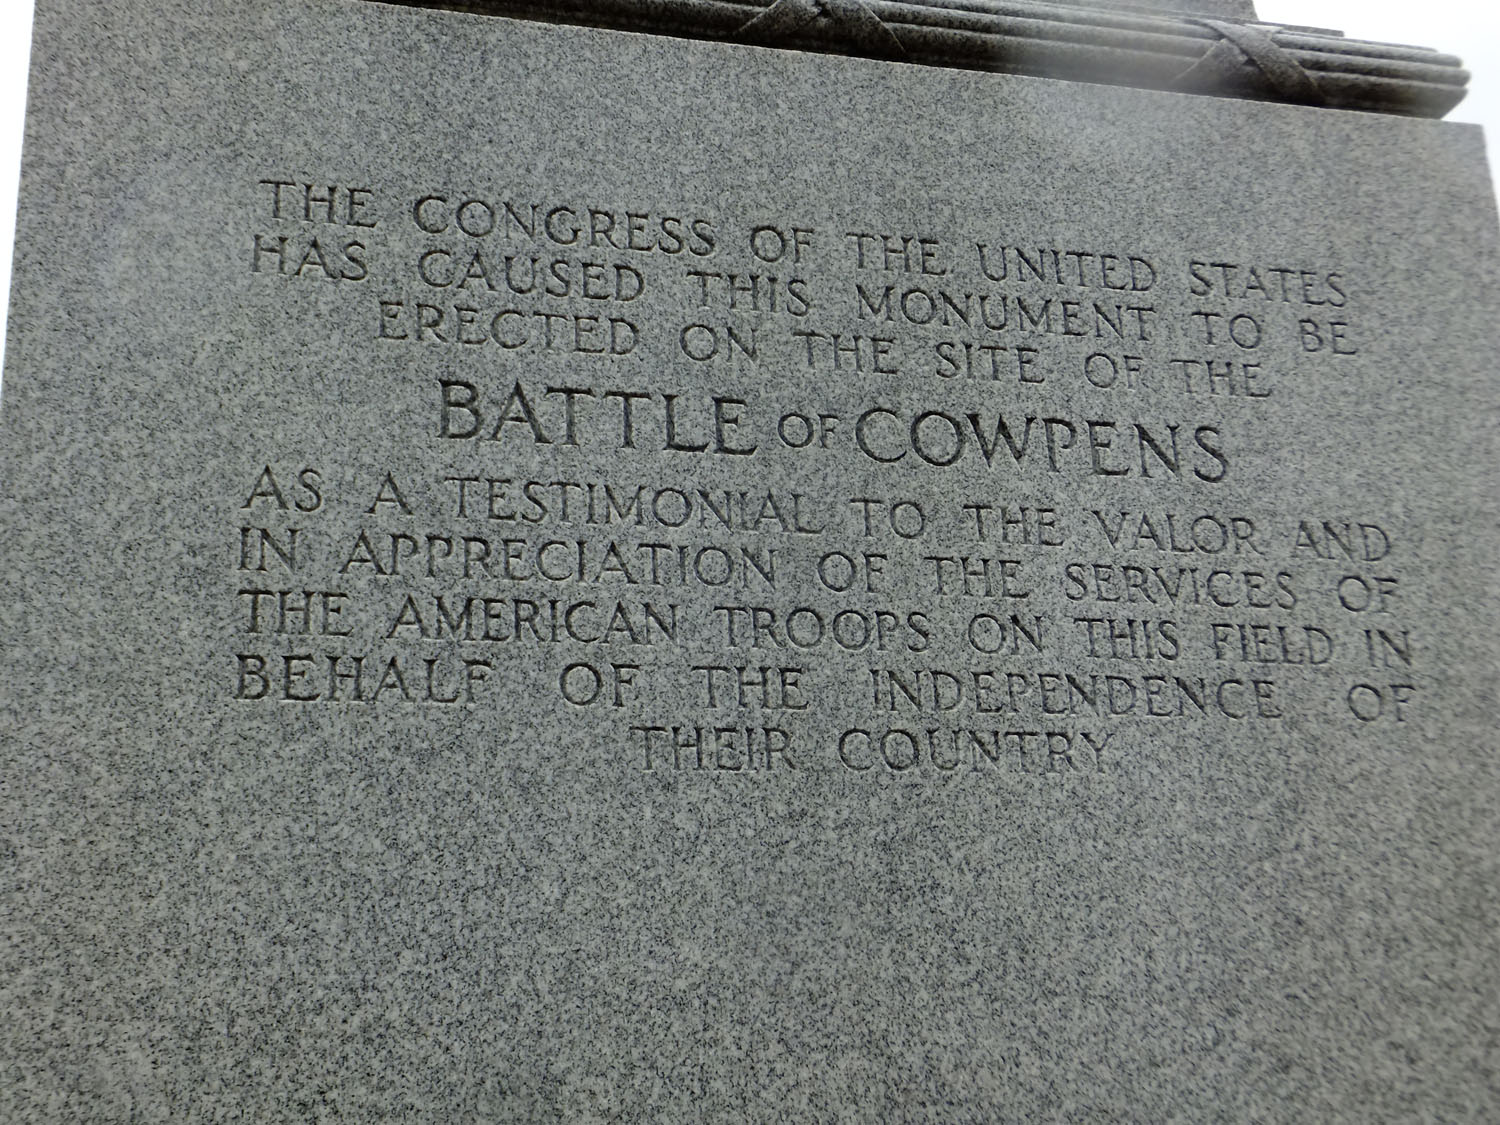 THE CONGRESS OF THE UNITED STATES
HAS CAUSED THIS MONUMENT TO BE
ERECTED ON THE SITE OF THE
BATTLE OF COWPENS
AS A TESTIMONIAL TO THE VALOR AND
IN APPRECIATION OF THE SERVICES OF
THE AMERICAN TROOPS ON THIS FIELD IN
BEHALF OF THE INDEPENDENCE OF
THEIR COUNTRY